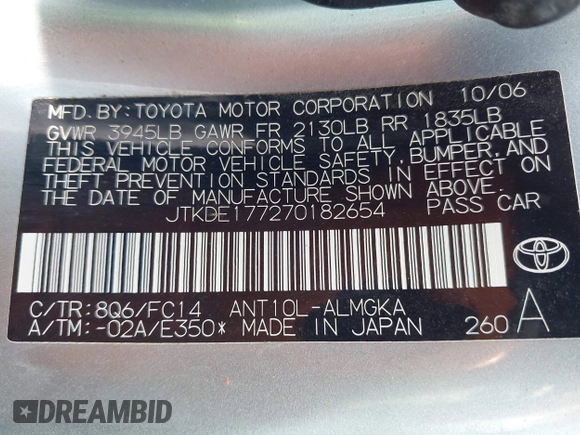 MFD. BY: TOYOTA MOTOR CORPORATION 10/06
GVWR 3945LB GAWR FR 2130LB RR 1835LB
THIS VEHICLE CONFORMS TO ALL APPLICABLE
FEDERAL MOTOR VEHICLE SAFETY, BUMPER, AND
THEFT PREVENTION STANDARDS IN EFFECT ON
THE DATE OF MANUFACTURE SHOWN ABOVE.
JTKDE177270182654 PASS CAR
C/TR: 8Q6/FC14 ANT10L-ALMGKA
A/TM: -02A/E350* MADE IN JAPAN 260 A
DREAMBID